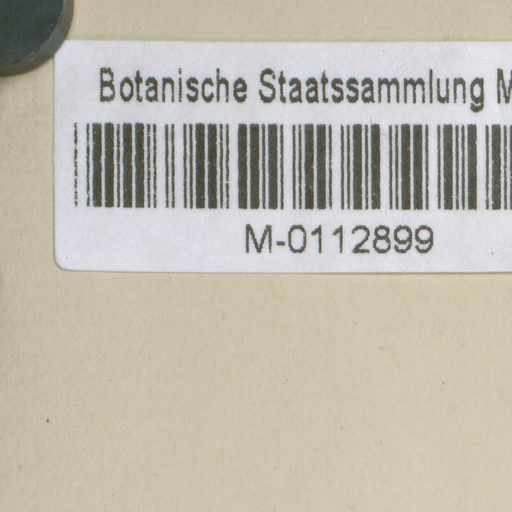 Botanische Staatssammlung M
M-0112899